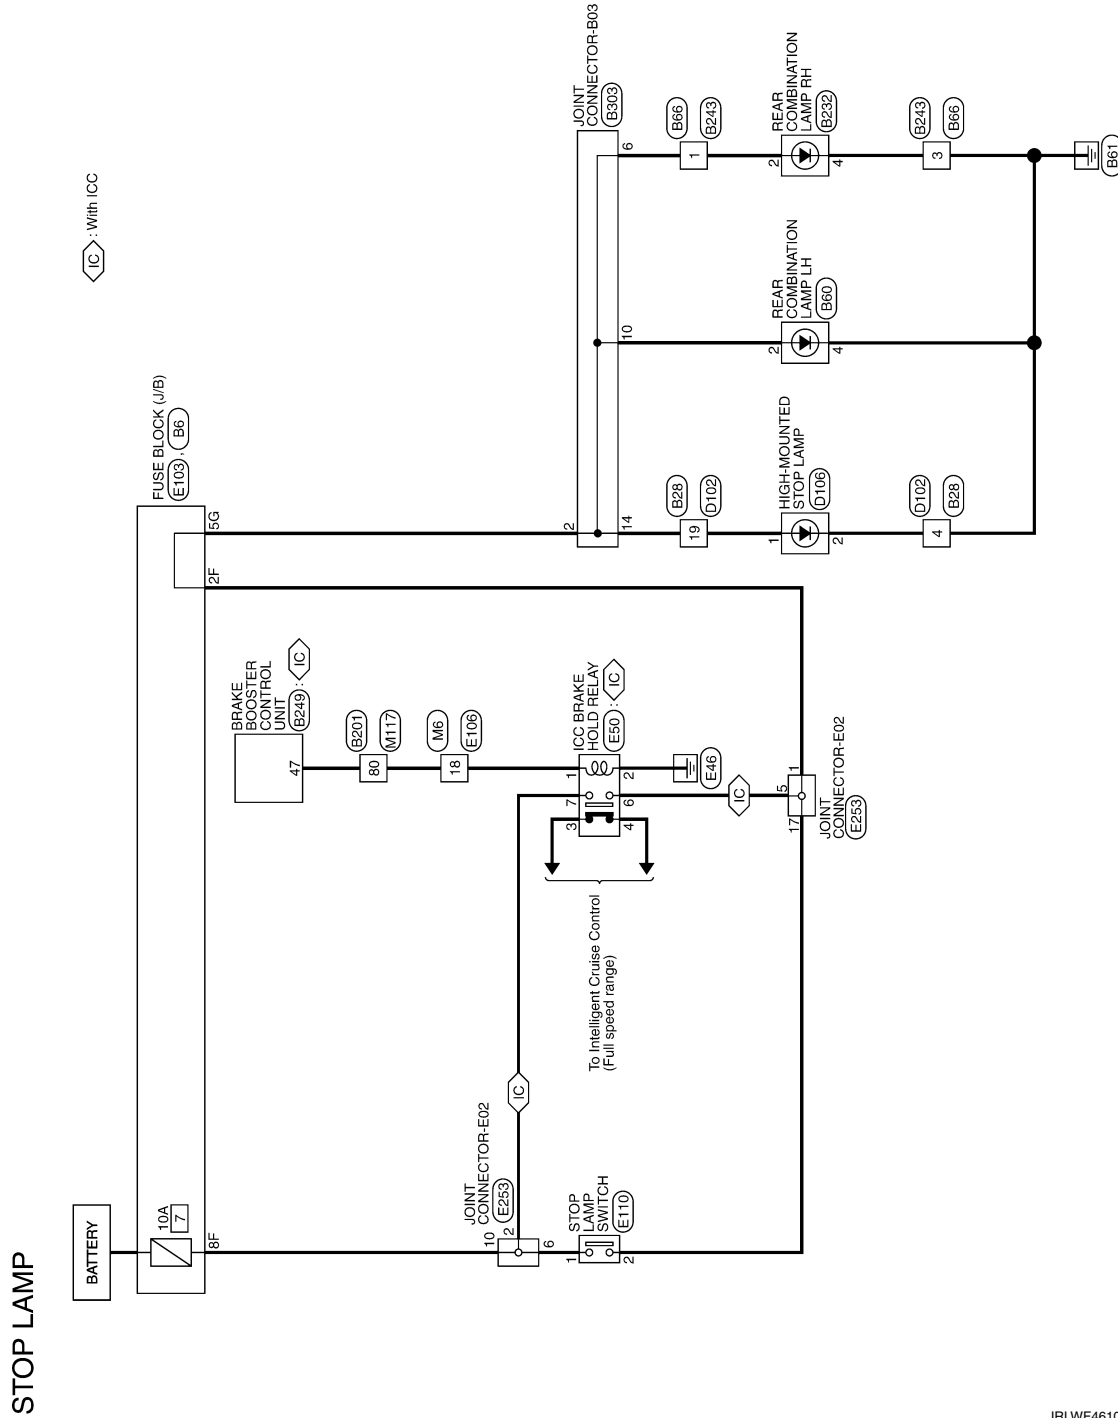 STOP LAMP
BATTERY
10A
7
8F
FUSE BLOCK (J/B)
E103 , B6
2F
5G
IC : With ICC
JOINT
CONNECTOR-E02
E253
10
2
6
STOP
LAMP
SWITCH
E110
1
2
IC
BRAKE
BOOSTER
CONTROL
UNIT
B249 : IC
47
B201
80
M117
M6
18
E106
ICC BRAKE
HOLD RELAY
E50 : IC
3
7
1
4
6
2
E46
To Intelligent Cruise Control
(Full speed range)
IC
17
5
1
JOINT
CONNECTOR-E02
E253
JOINT
CONNECTOR-B03
B303
2
14
10
6
B28
19
D102
HIGH-MOUNTED
STOP LAMP
D106
1
2
D102
4
B28
REAR
COMBINATION
LAMP LH
B60
2
4
B66
1
B243
REAR
COMBINATION
LAMP RH
B232
2
4
B243
3
B66
B61